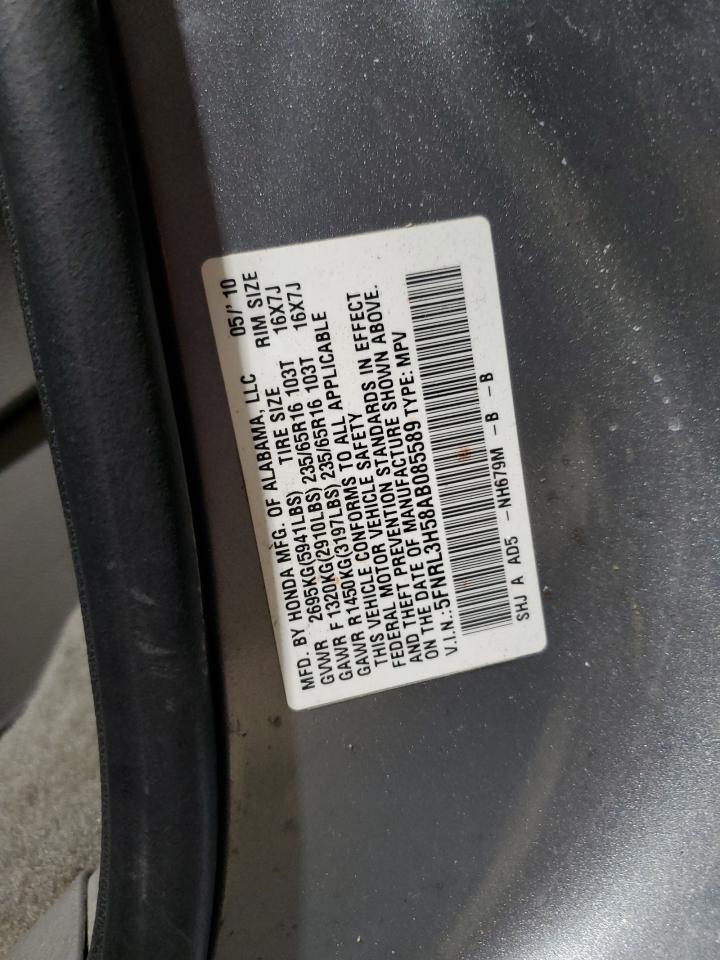 MFD. BY HONDA MFG. OF ALABAMA, LLC 05/' 10
2695KG(5941LBS) TIRE SIZE RIM SIZE
GVWR
GAWR F 1320KG(2910LBS) 235/65R16 103T 16X7J
GAWR R1450KG(3197LBS) 235/65R16 103T 16X7J
THIS VEHICLE CONFORMS TO ALL APPLICABLE
FEDERAL MOTOR VEHICLE SAFETY
AND THEFT PREVENTION STANDARDS IN EFFECT
ON THE DATE OF MANUFACTURE SHOWN ABOVE.
V.I.N.:5FNRL3H58AB085589 TYPE: MPV
SHJ A AD5 -NH679M -B -B